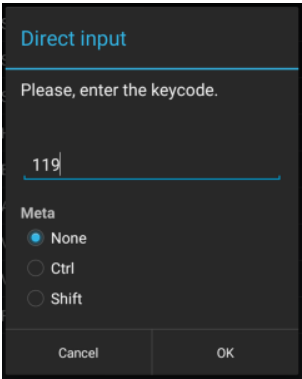 Direct input
Please, enter the keycode.
119
Meta
None
Ctrl
Shift
Cancel OK